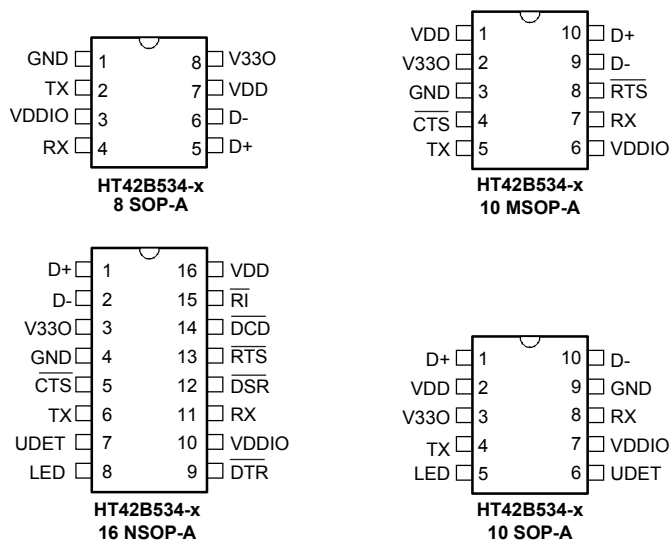 GND 1 8 V33O
TX 2 7 VDD
VDDIO 3 6 D-
RX 4 5 D+
HT42B534-x
8 SOP-A
VDD 1 10 D+
V33O 2 9 D-
GND 3 8 RTS
CTS 4 7 RX
TX 5 6 VDDIO
HT42B534-x
10 MSOP-A
D+ 1 16 VDD
D- 2 15 RI
V33O 3 14 DCD
GND 4 13 RTS
CTS 5 12 DSR
TX 6 11 RX
UDET 7 10 VDDIO
LED 8 9 DTR
HT42B534-x
16 NSOP-A
D+ 1 10 D-
VDD 2 9 GND
V33O 3 8 RX
TX 4 7 VDDIO
LED 5 6 UDET
HT42B534-x
10 SOP-A